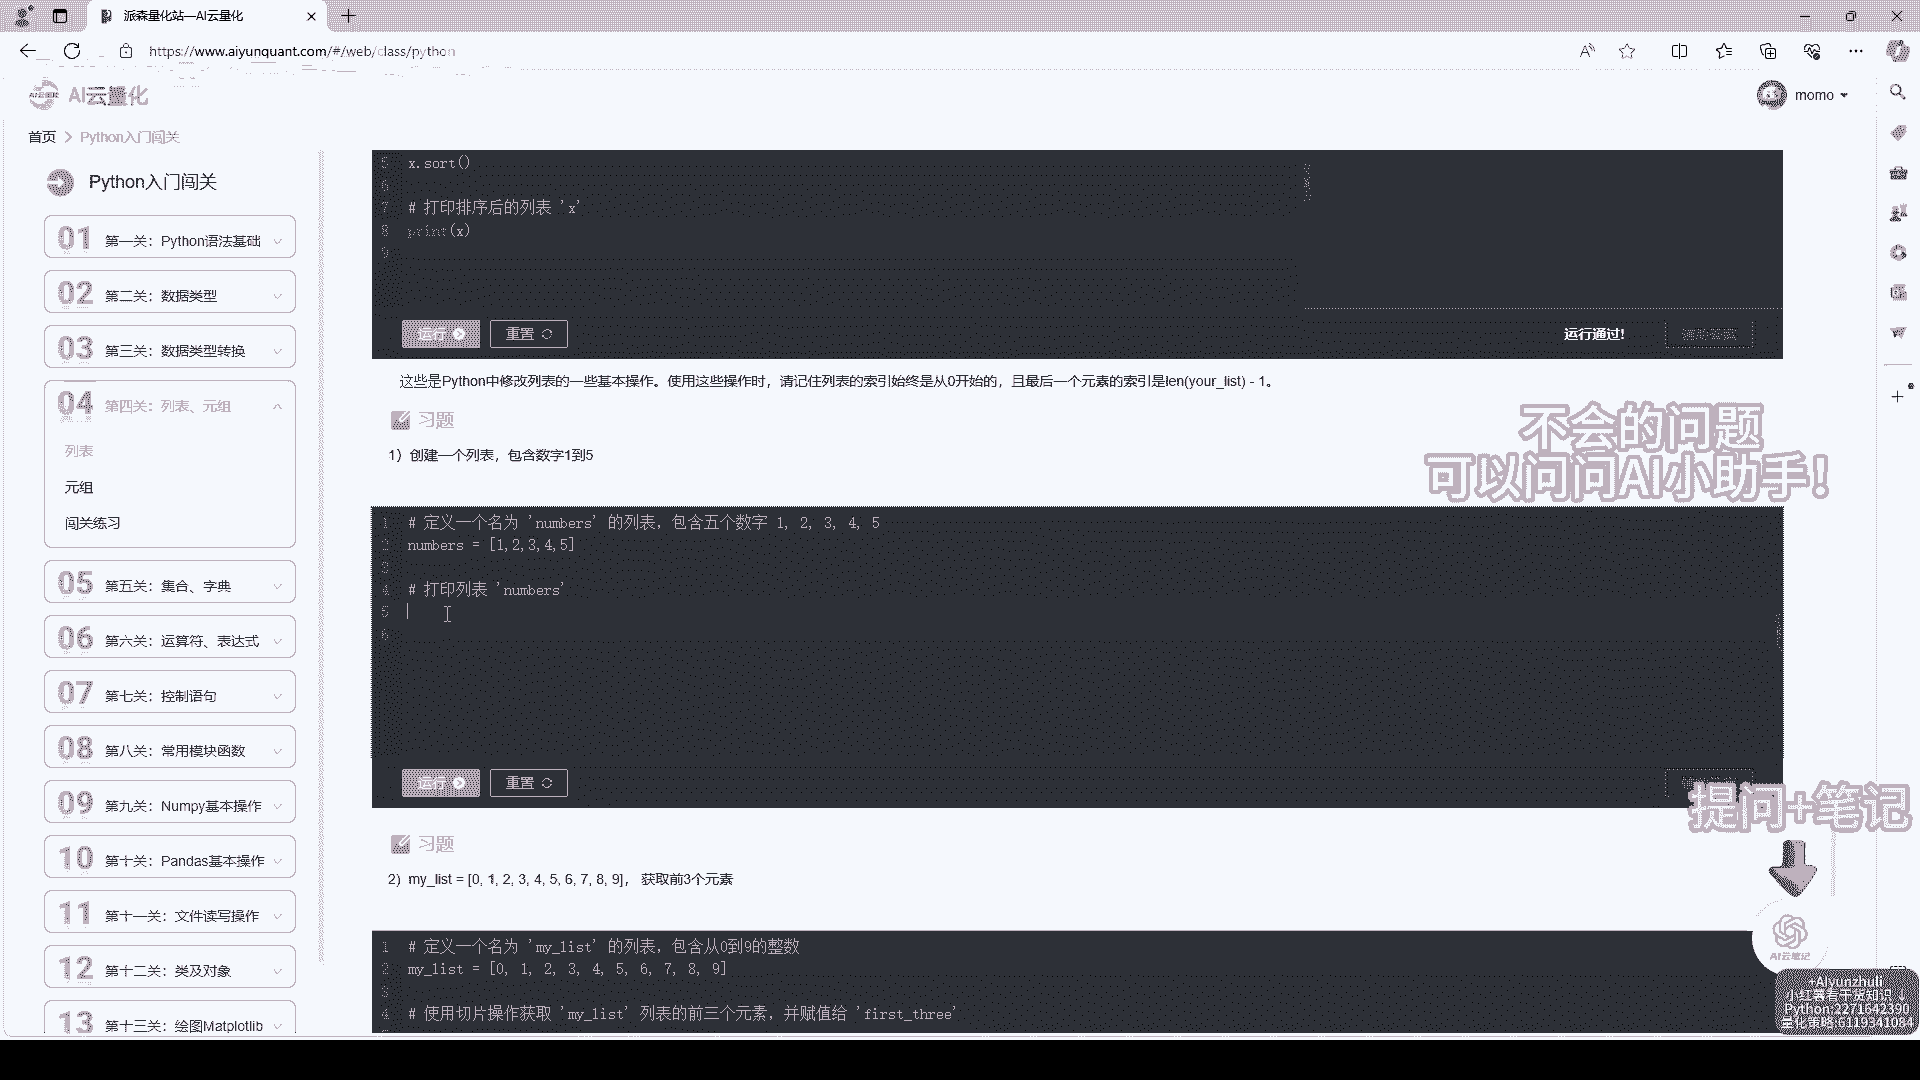 派森量化站—AI云量化
https://www.aiyunquant.com/#/web/class/python
AI云量化
momo
首页 > Python入门闯关
Python入门闯关
01 第一关：Python语法基础
02 第二关：数据类型
03 第三关：数据类型转换
04 第四关：列表、元组
列表
元组
闯关练习
05 第五关：集合、字典
06 第六关：运算符、表达式
07 第七关：控制语句
08 第八关：常用模块函数
09 第九关：Numpy基本操作
10 第十关：Pandas基本操作
11 第十一关：文件读写操作
12 第十二关：类及对象
13 第十三关：绘图Matplotlib
5 x.sort()
6
7 # 打印排序后的列表 'x'
8 print(x)
9
运行 重置
运行通过!
这些是Python中修改列表的一些基本操作。使用这些操作时，请记住列表的索引始终是从0开始的，且最后一个元素的索引是len(your_list) - 1。
习题
1）创建一个列表，包含数字1到5
不会的问题
可以问问AI小助手！
1 # 定义一个名为 'numbers' 的列表，包含五个数字 1, 2, 3, 4, 5
2 numbers = [1,2,3,4,5]
3
4 # 打印列表 'numbers'
5
6
运行 重置
提问+笔记
习题
2）my_list = [0, 1, 2, 3, 4, 5, 6, 7, 8, 9]， 获取前3个元素
1 # 定义一个名为 'my_list' 的列表，包含从0到9的整数
2 my_list = [0, 1, 2, 3, 4, 5, 6, 7, 8, 9]
3
4 # 使用切片操作获取 'my_list' 列表的前三个元素，并赋值给 'first_three'
AI云笔记
+AIyunzhuli
小红薯看干货知识↓
Python:2271642390
量化策略:6119341084